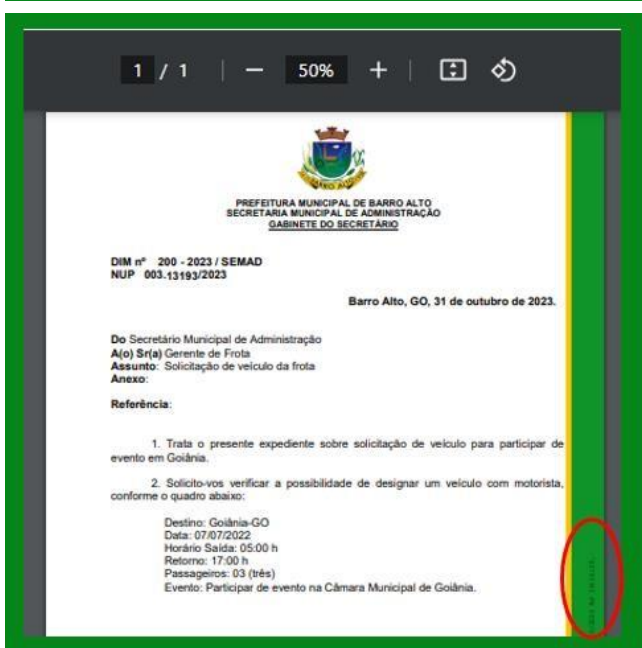 1 / 1 | — 50% + |
BARRO ALTO
PREFEITURA MUNICIPAL DE BARRO ALTO
SECRETARIA MUNICIPAL DE ADMINISTRAÇÃO
GABINETE DO SECRETÁRIO
DIM nº 200 - 2023 / SEMAD
NUP 003.13193/2023
Barro Alto, GO, 31 de outubro de 2023.
Do Secretário Municipal de Administração
A(o) Sr(a) Gerente de Frota
Assunto: Solicitação de veículo da frota
Anexo:
Referência:
1. Trata o presente expediente sobre solicitação de veículo para participar de
evento em Goiânia.
2. Solicito-vos verificar a possibilidade de designar um veículo com motorista,
conforme o quadro abaixo:
Destino: Goiânia-GO
Data: 07/07/2022
Horário Saída: 05:00 h
Retorno: 17:00 h
Passageiros: 03 (três)
Evento: Participar de evento na Câmara Municipal de Goiânia.